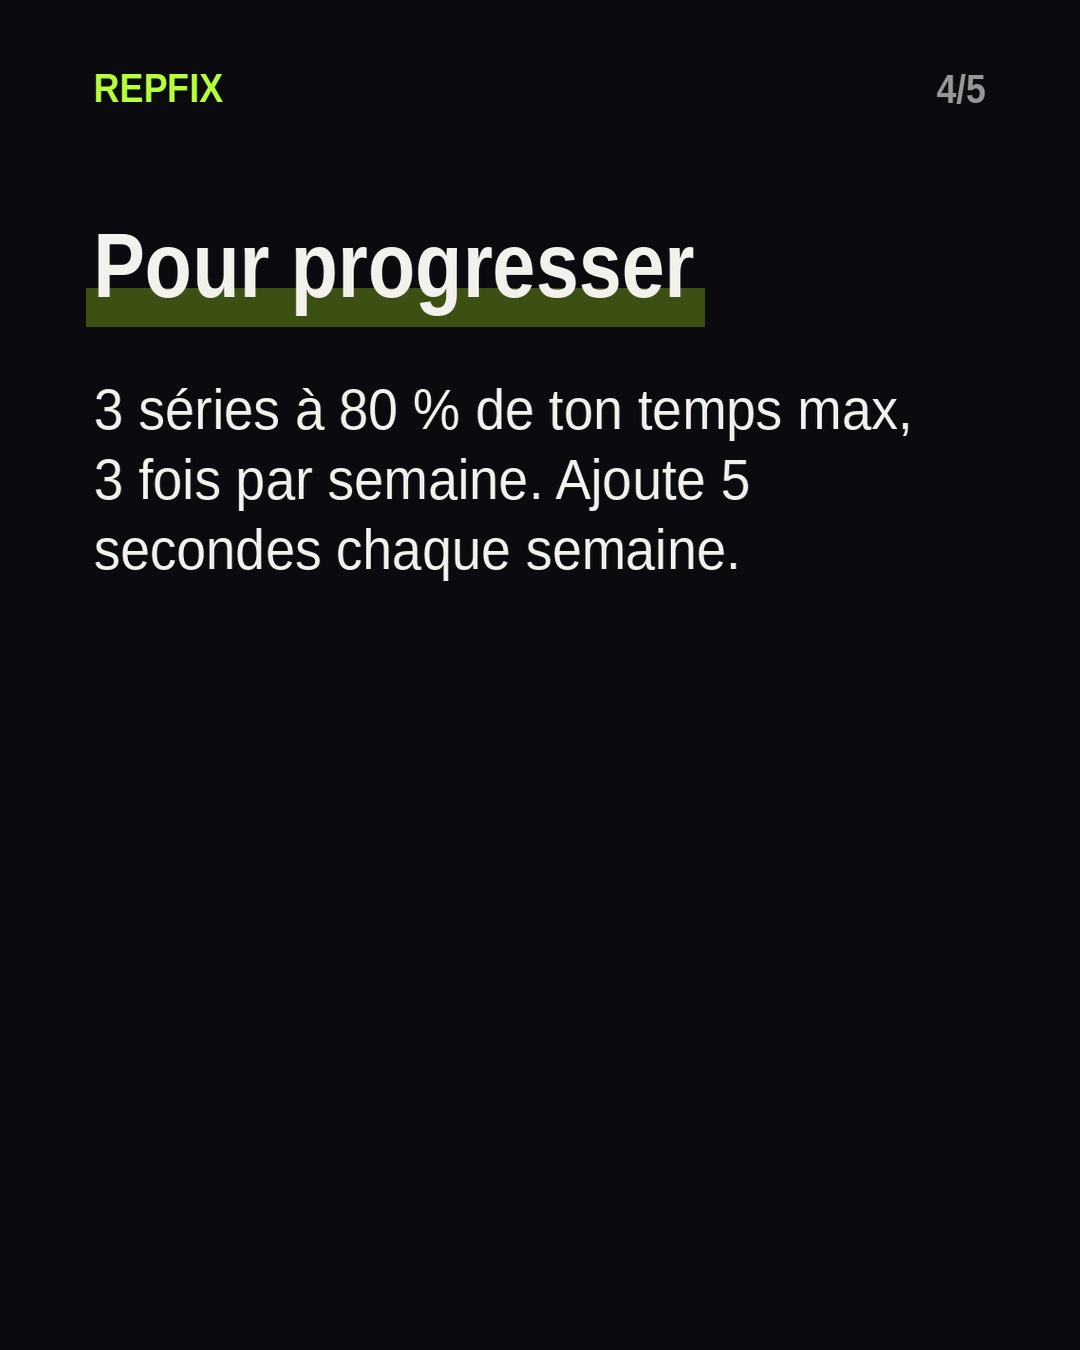 REPFIX
4/5
Pour progresser
3 séries à 80 % de ton temps max,
3 fois par semaine. Ajoute 5
secondes chaque semaine.